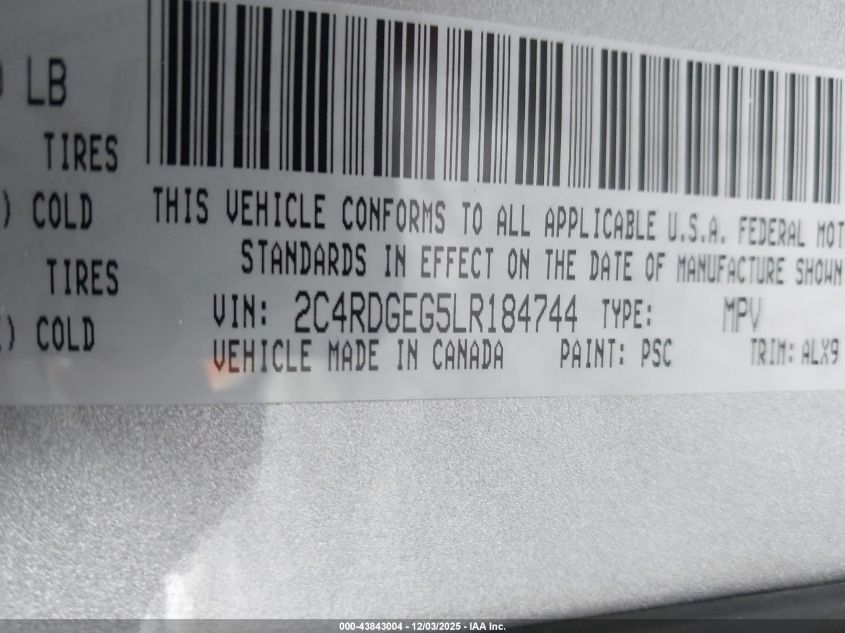 LB
TIRES
) COLD
TIRES
) COLD
THIS VEHICLE CONFORMS TO ALL APPLICABLE U.S.A. FEDERAL MOT
STANDARDS IN EFFECT ON THE DATE OF MANUFACTURE SHOWN
VIN: 2C4RDGEG5LR184744 TYPE: MPV
VEHICLE MADE IN CANADA PAINT: PSC TRIM: ALX9
000-43843004 - 12/03/2025 - IAA Inc.